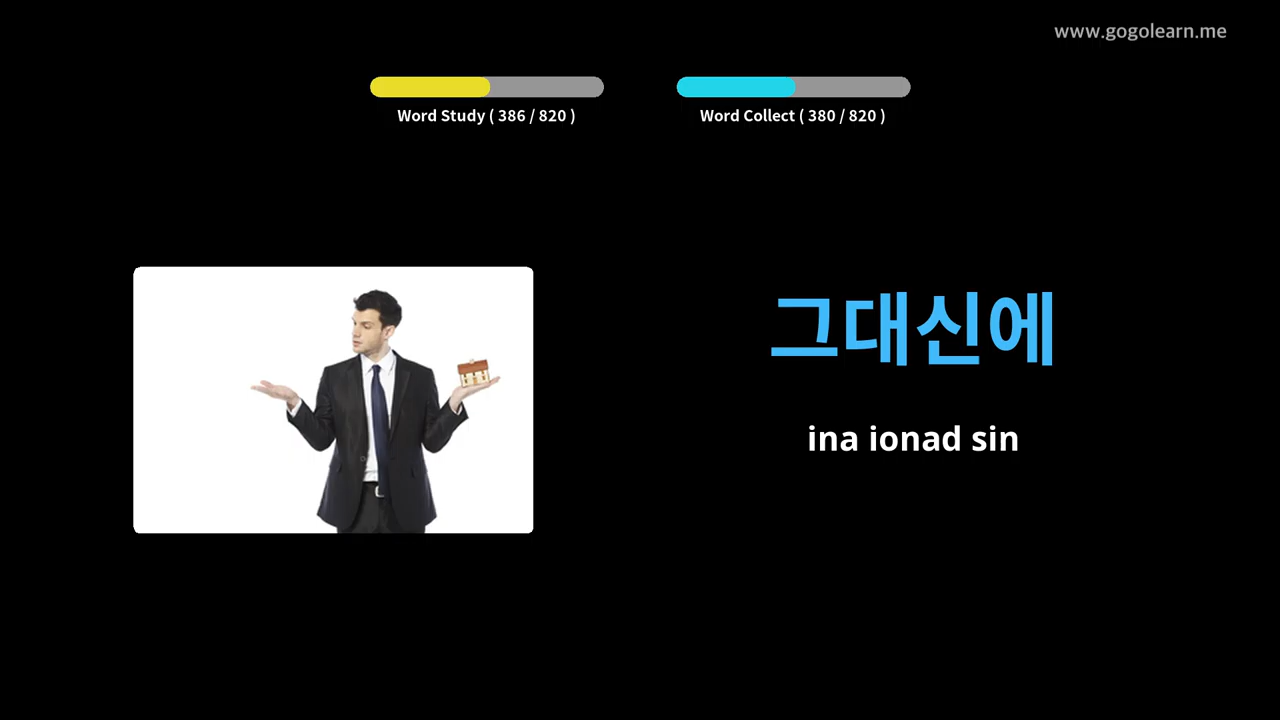 www.gogolearn.me
Word Study ( 386 / 820 )
Word Collect ( 380 / 820 )
그대신에
ina ionad sin